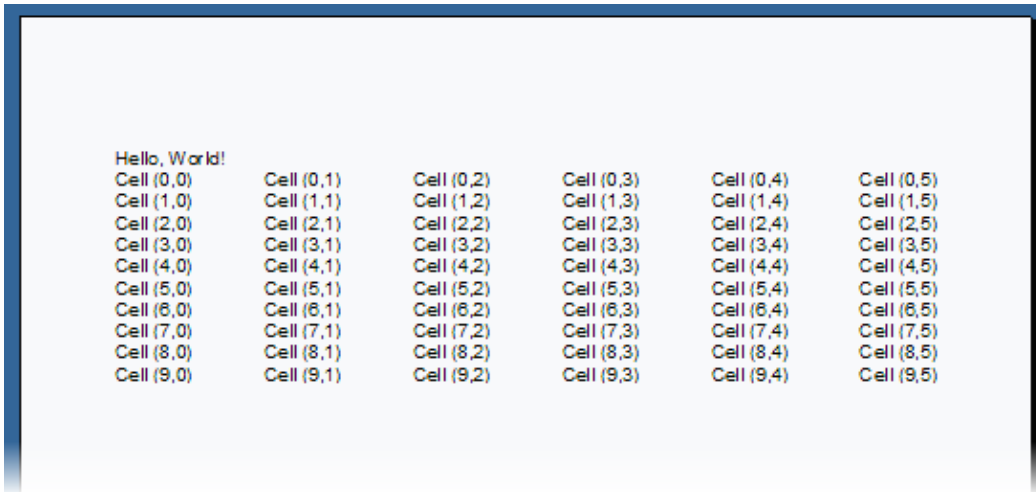 Hello, World!
Cell (0,0) Cell (0,1) Cell (0,2) Cell (0,3) Cell (0,4) Cell (0,5)
Cell (1,0) Cell (1,1) Cell (1,2) Cell (1,3) Cell (1,4) Cell (1,5)
Cell (2,0) Cell (2,1) Cell (2,2) Cell (2,3) Cell (2,4) Cell (2,5)
Cell (3,0) Cell (3,1) Cell (3,2) Cell (3,3) Cell (3,4) Cell (3,5)
Cell (4,0) Cell (4,1) Cell (4,2) Cell (4,3) Cell (4,4) Cell (4,5)
Cell (5,0) Cell (5,1) Cell (5,2) Cell (5,3) Cell (5,4) Cell (5,5)
Cell (6,0) Cell (6,1) Cell (6,2) Cell (6,3) Cell (6,4) Cell (6,5)
Cell (7,0) Cell (7,1) Cell (7,2) Cell (7,3) Cell (7,4) Cell (7,5)
Cell (8,0) Cell (8,1) Cell (8,2) Cell (8,3) Cell (8,4) Cell (8,5)
Cell (9,0) Cell (9,1) Cell (9,2) Cell (9,3) Cell (9,4) Cell (9,5)